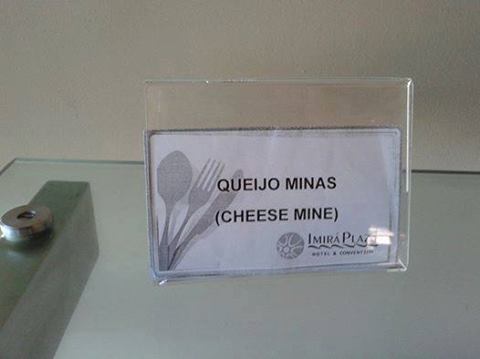 QUEIJO MINAS
(CHEESE MINE)
IMIRÁ PLAZA
HOTEL & CONVENTION